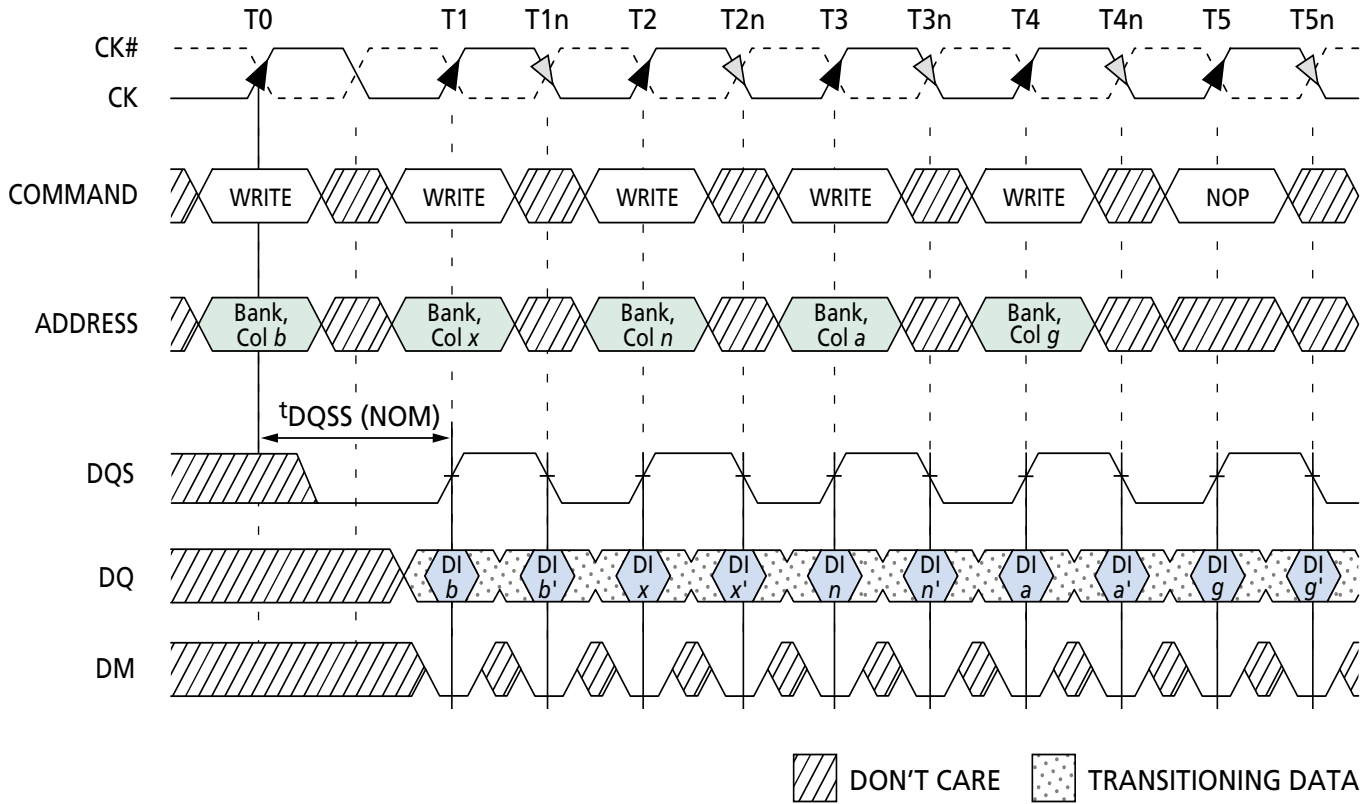 T0 T1 T1n T2 T2n T3 T3n T4 T4n T5 T5n
CK#
CK
COMMAND WRITE WRITE WRITE WRITE WRITE NOP
ADDRESS Bank, Col b Bank, Col x Bank, Col n Bank, Col a Bank, Col g
tDQSS (NOM)
DQS
DQ DI b DI b' DI x DI x' DI n DI n' DI a DI a' DI g DI g'
DM
DON'T CARE TRANSITIONING DATA